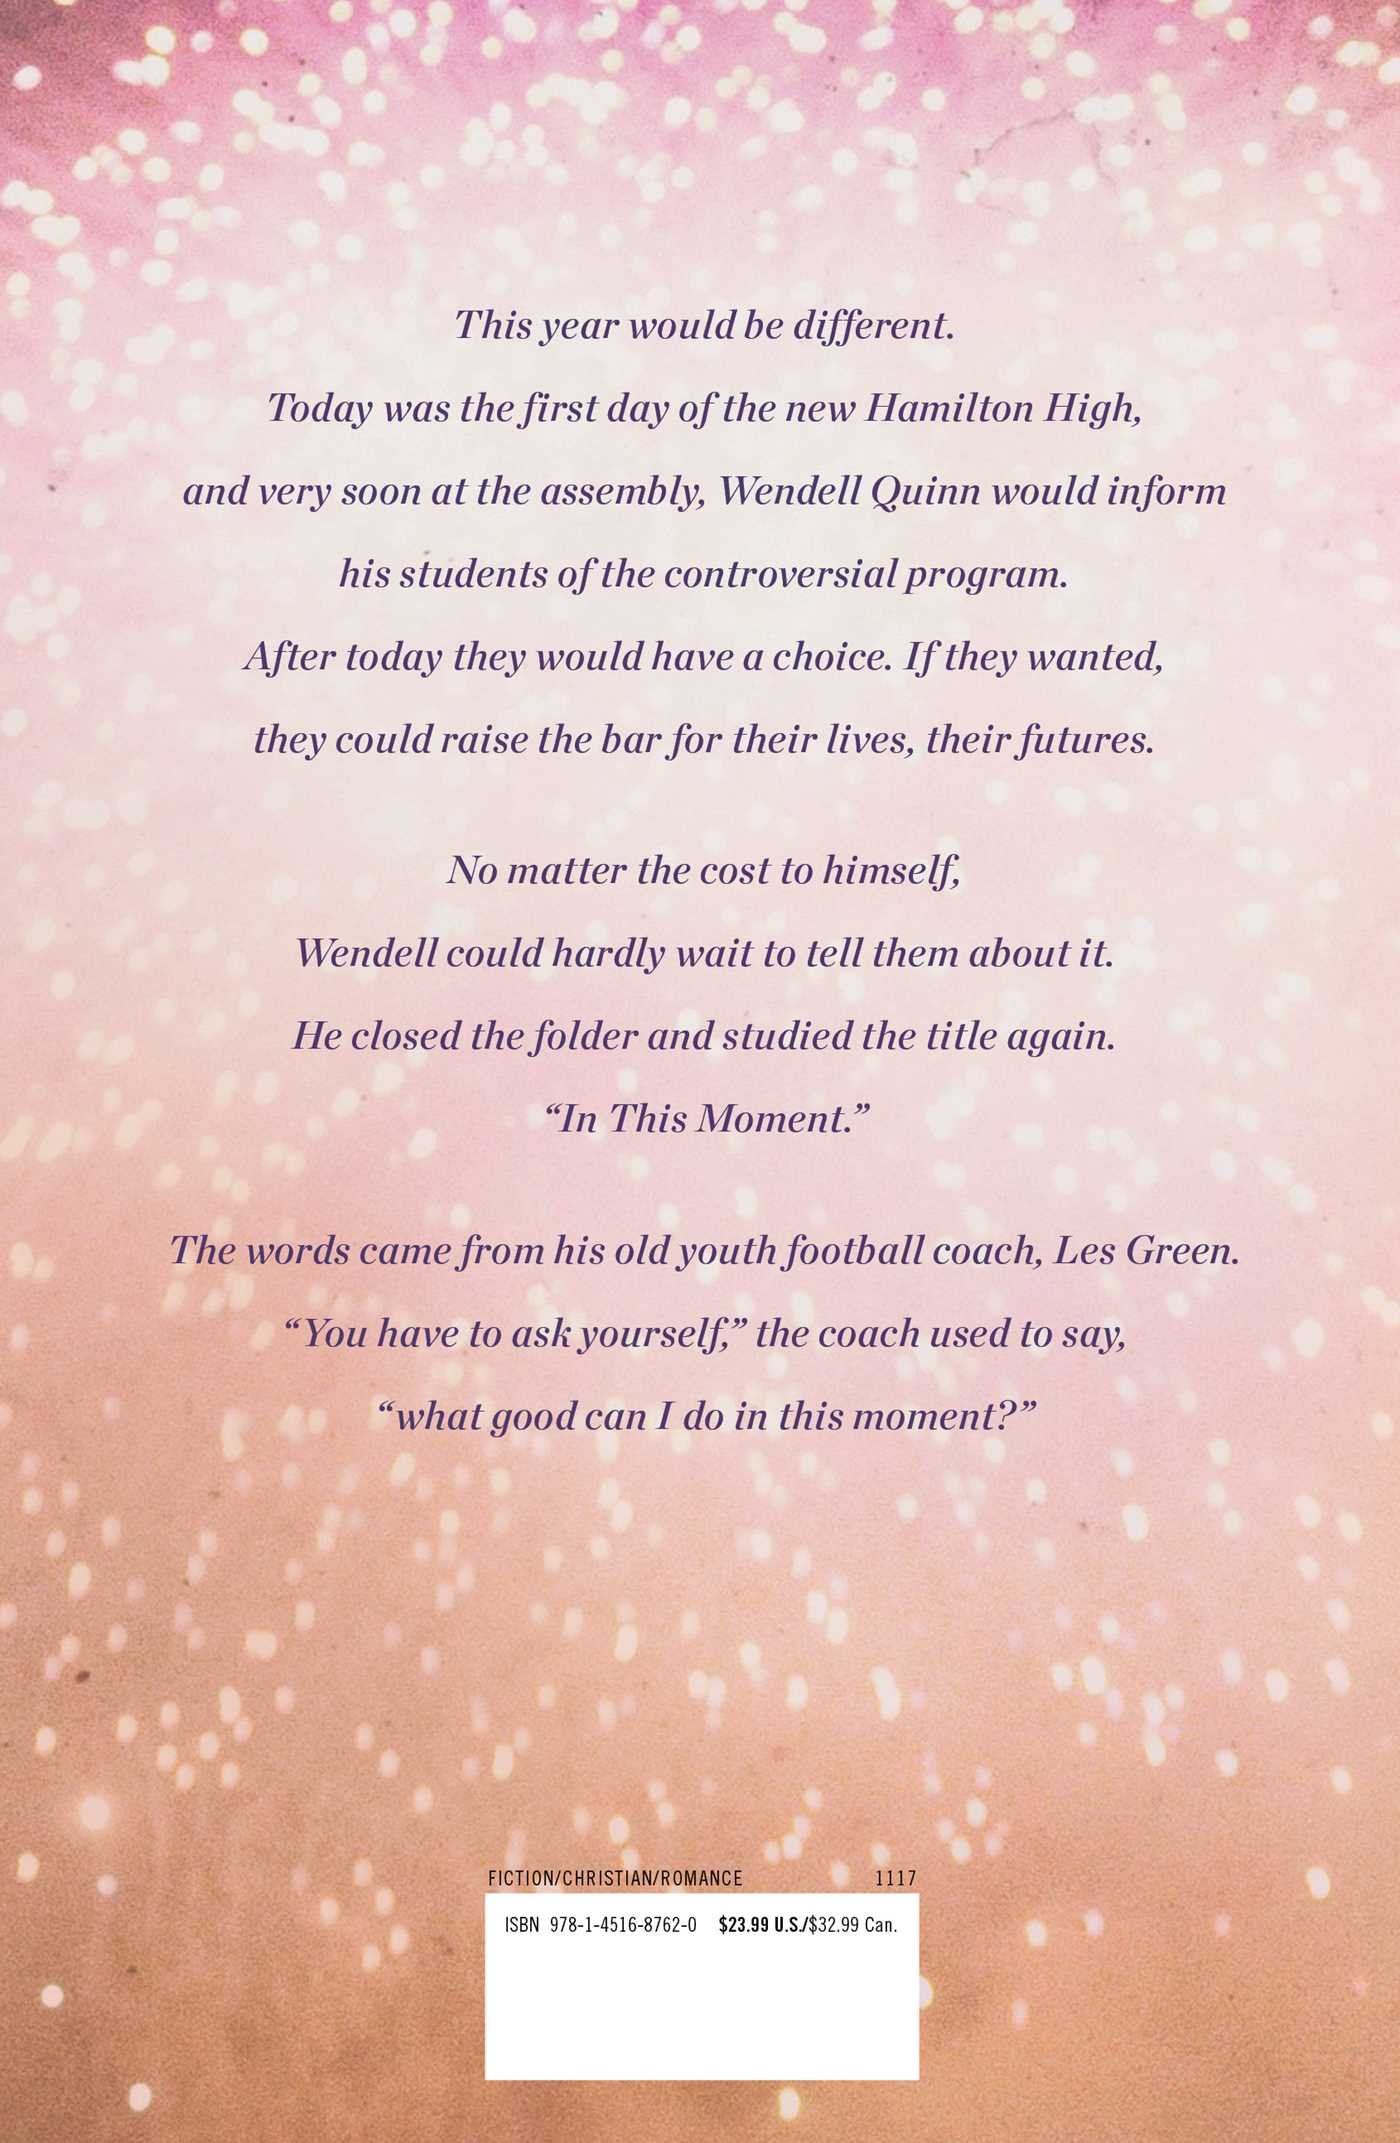 This year would be different.
Today was the first day of the new Hamilton High,
and very soon at the assembly, Wendell Quinn would inform
his students of the controversial program.
After today they would have a choice. If they wanted,
they could raise the bar for their lives, their futures.
No matter the cost to himself,
Wendell could hardly wait to tell them about it.
He closed the folder and studied the title again.
“In This Moment.”
The words came from his old youth football coach, Les Green.
“You have to ask yourself,” the coach used to say,
“what good can I do in this moment?”
FICTION/CHRISTIAN/ROMANCE 1117
ISBN 978-1-4516-8762-0 $23.99 U.S./$32.99 Can.